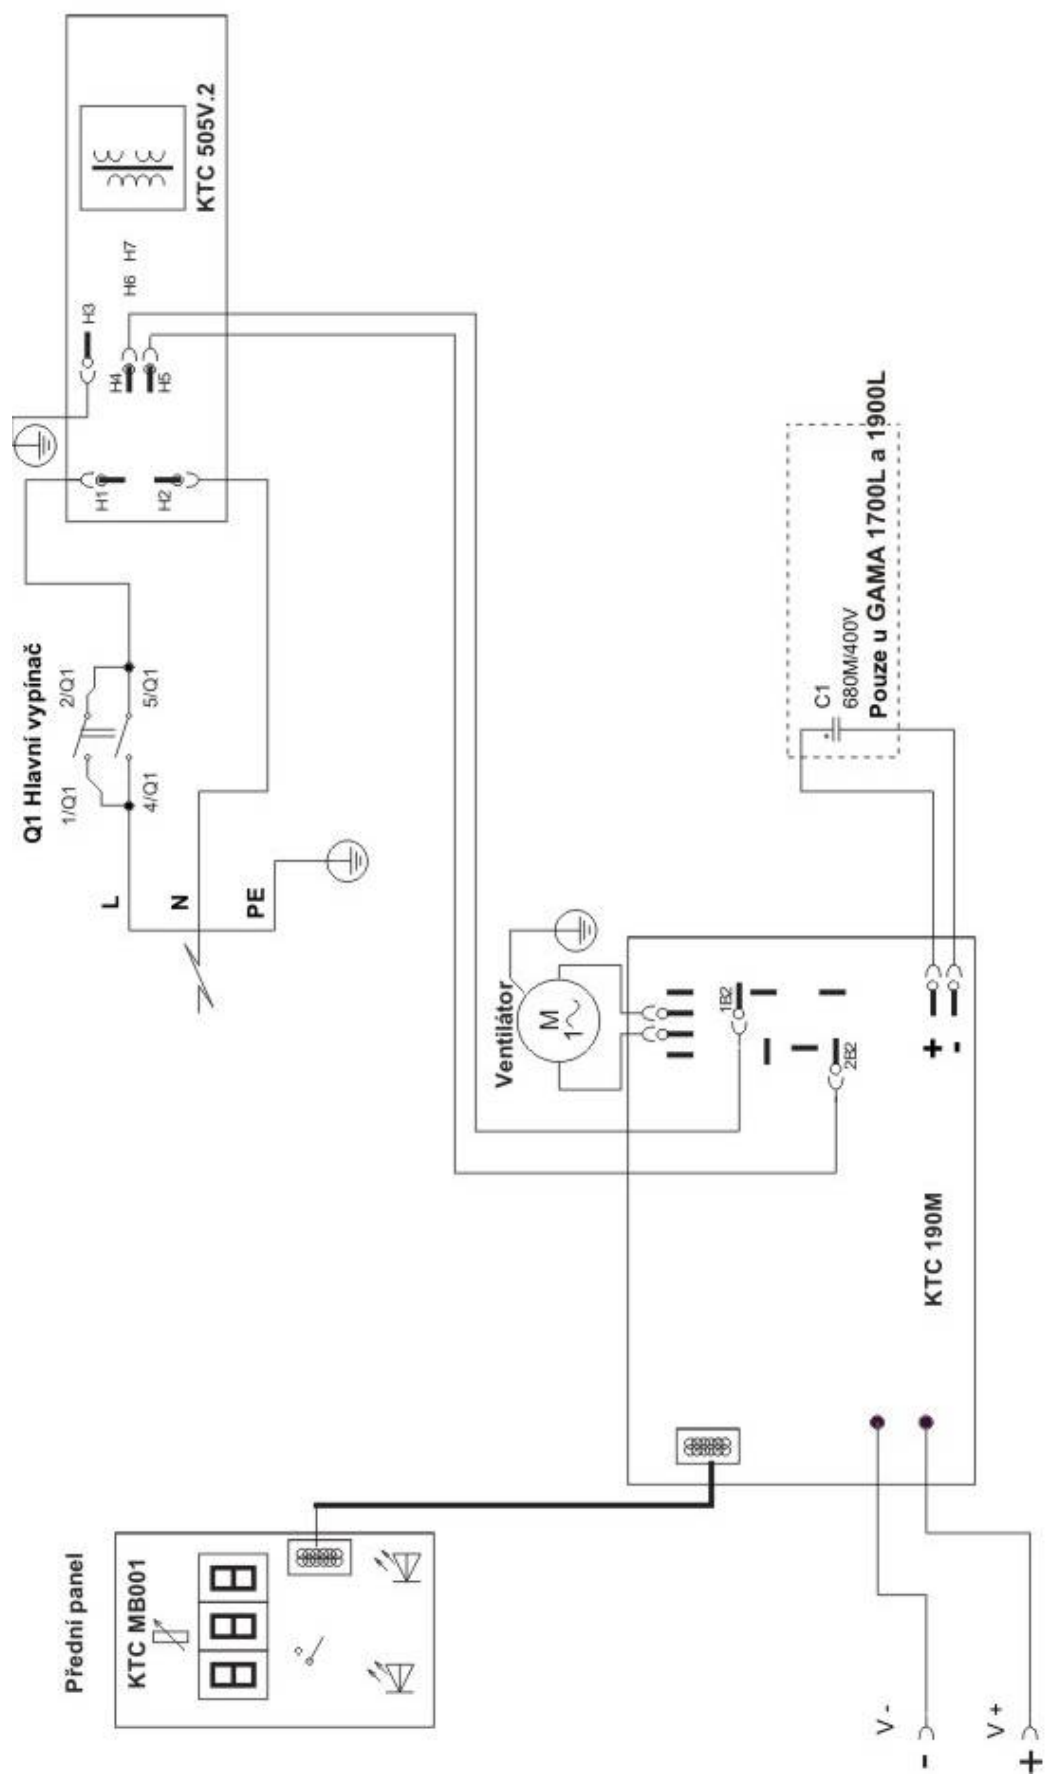 Přední panel
KTC MB001
V -
-
V +
+
KTC 190M
Ventilátor
M
1
1B2
2B2
+
-
C1
680M/400V
Pouze u GAMA 1700L a 1900L
Q1 Hlavní vypínač
1/Q1
2/Q1
4/Q1
5/Q1
L
N
PE
H1
H2
H3
H4
H5
H6
H7
KTC 505V.2